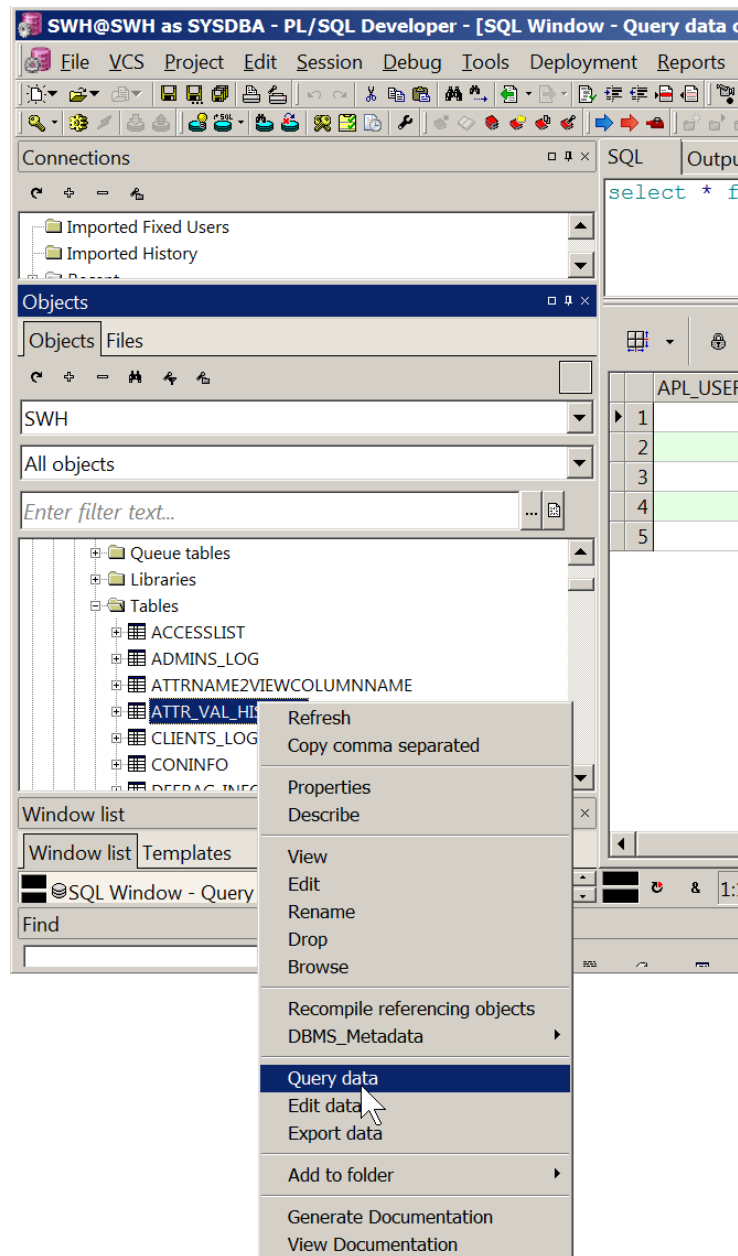 SWH@SWH as SYSDBA - PL/SQL Developer - [SQL Window - Query data
File VCS Project Edit Session Debug Tools Deployment Reports
Connections
SQL Outpu
select * f
Imported Fixed Users
Imported History
Recent
Objects
Objects Files
SWH
All objects
Enter filter text...
...
APL_USER
1
2
3
4
5
Queue tables
Libraries
Tables
ACCESSLIST
ADMINS_LOG
ATTRNAME2VIEWCOLUMNNAME
ATTR_VAL_HIS
CLIENTS_LOG
CONINFO
Window list
Window list Templates
SQL Window - Query
& 1:
Find
Refresh
Copy comma separated
Properties
Describe
View
Edit
Rename
Drop
Browse
Recompile referencing objects
DBMS_Metadata
Query data
Edit data
Export data
Add to folder
Generate Documentation
View Documentation